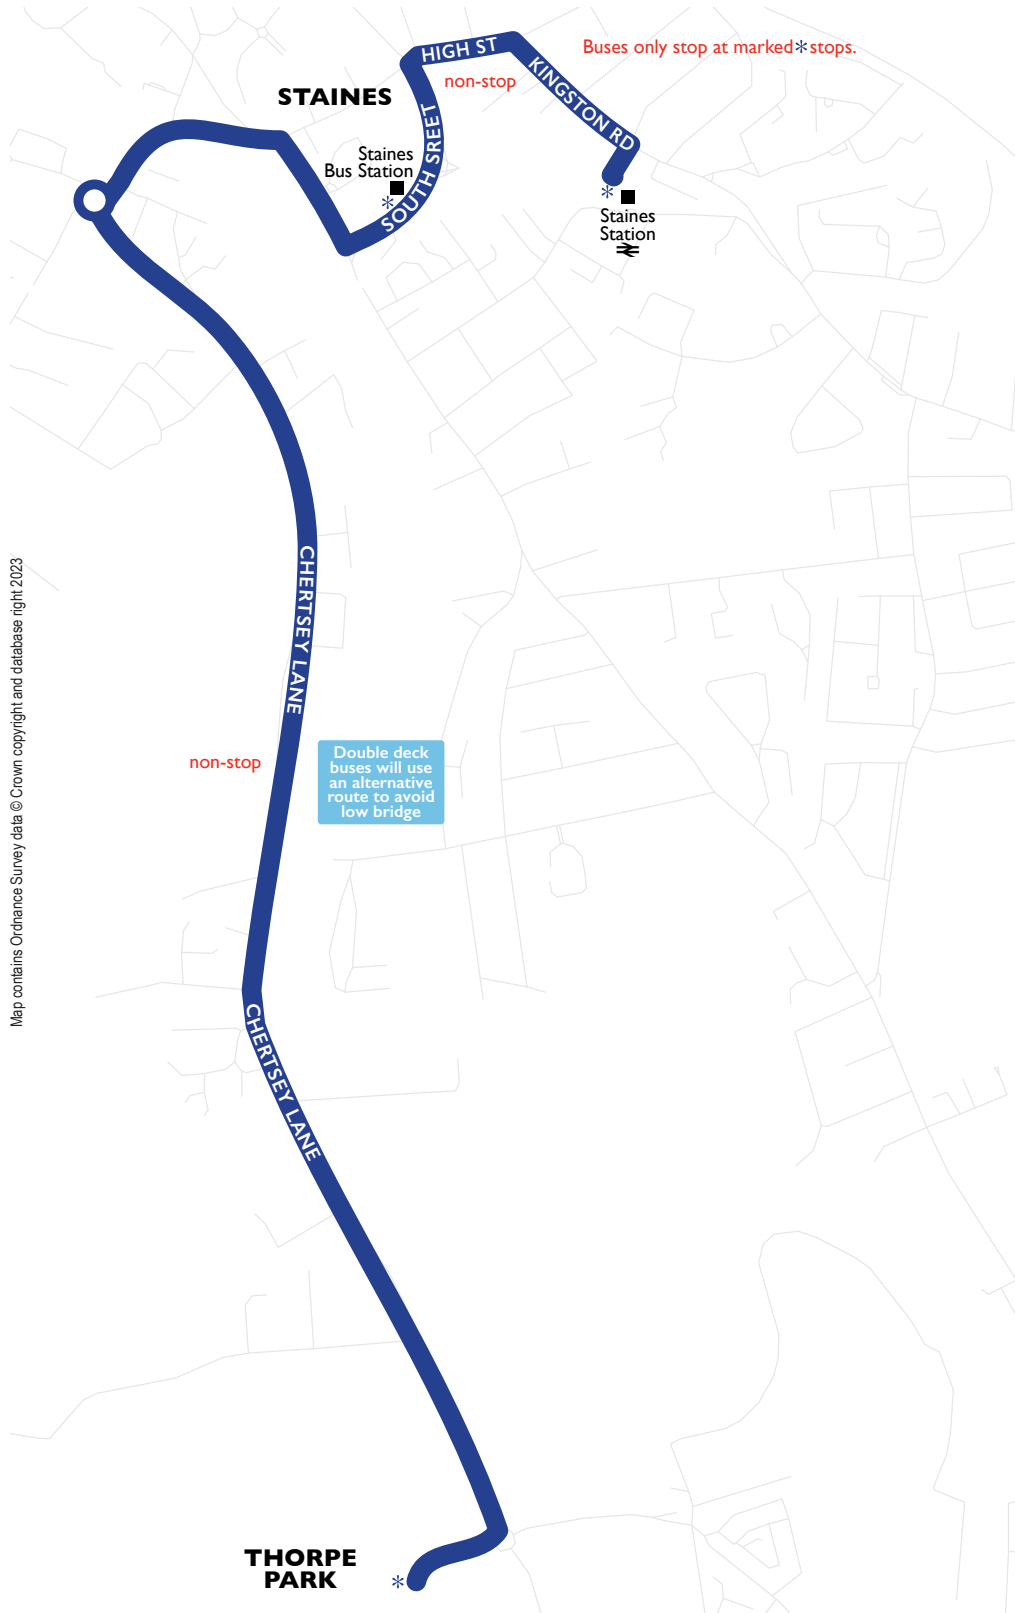 HIGH ST
Buses only stop at marked*stops.
non-stop
KINGSTON RD
STAINES
SOUTH SREET
Staines
Bus Station
*
*
Staines
Station
CHERTSEY LANE
non-stop
Double deck
buses will use
an alternative
route to avoid
low bridge
CHERTSEY LANE
THORPE
PARK
*
Map contains Ordnance Survey data © Crown copyright and database right 2023